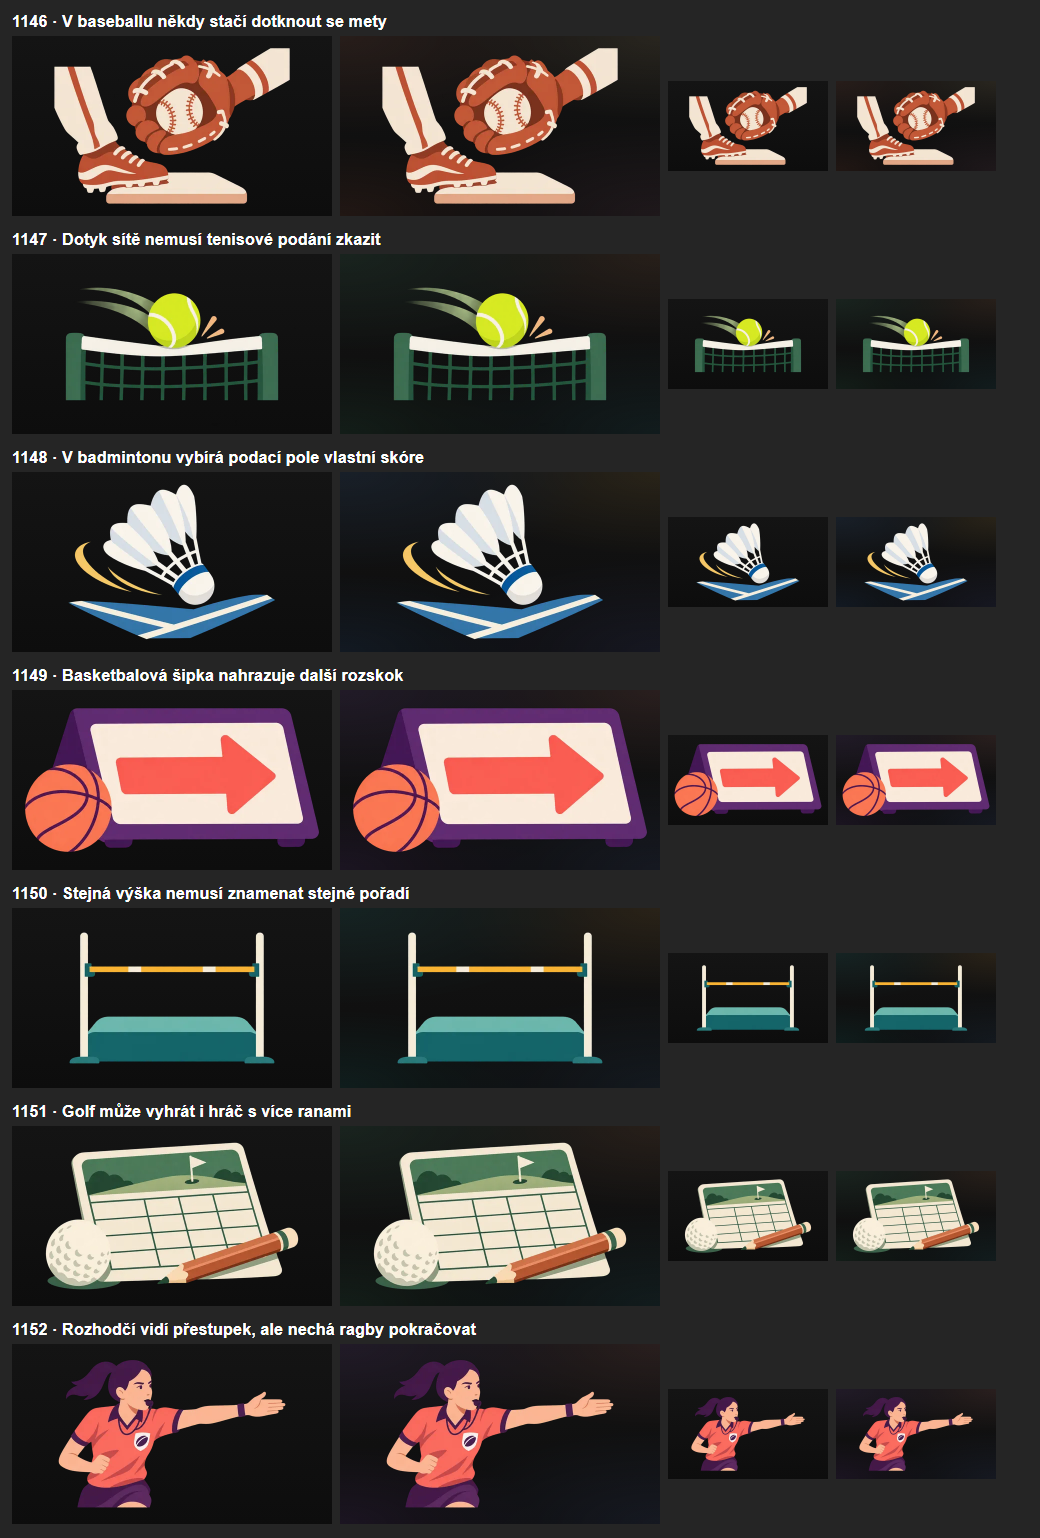 1146 · V baseballu někdy stačí dotknout se mety
1147 · Dotyk sítě nemusí tenisové podání zkazit
1148 · V badmintonu vybírá podací pole vlastní skóre
1149 · Basketbalová šipka nahrazuje další rozskok
1150 · Stejná výška nemusí znamenat stejné pořadí
1151 · Golf může vyhrát i hráč s více ranami
1152 · Rozhodčí vidí přestupek, ale nechá ragby pokračovat